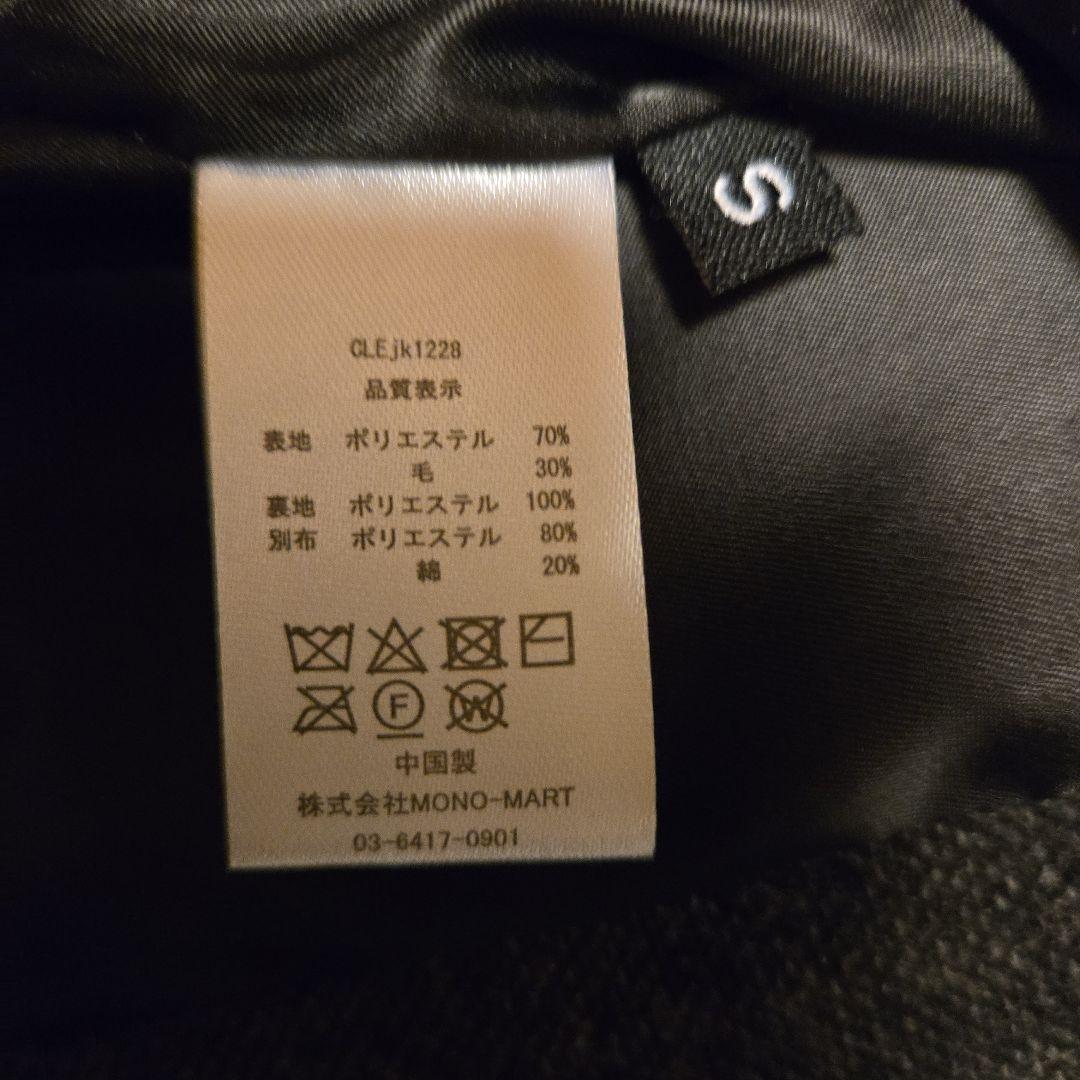 S
CLEjk1228
品質表示
表地 ポリエステル 70%
毛 30%
裏地 ポリエステル 100%
別布 ポリエステル 80%
綿 20%
F W
中国製
株式会社MONO-MART
03-6417-0901